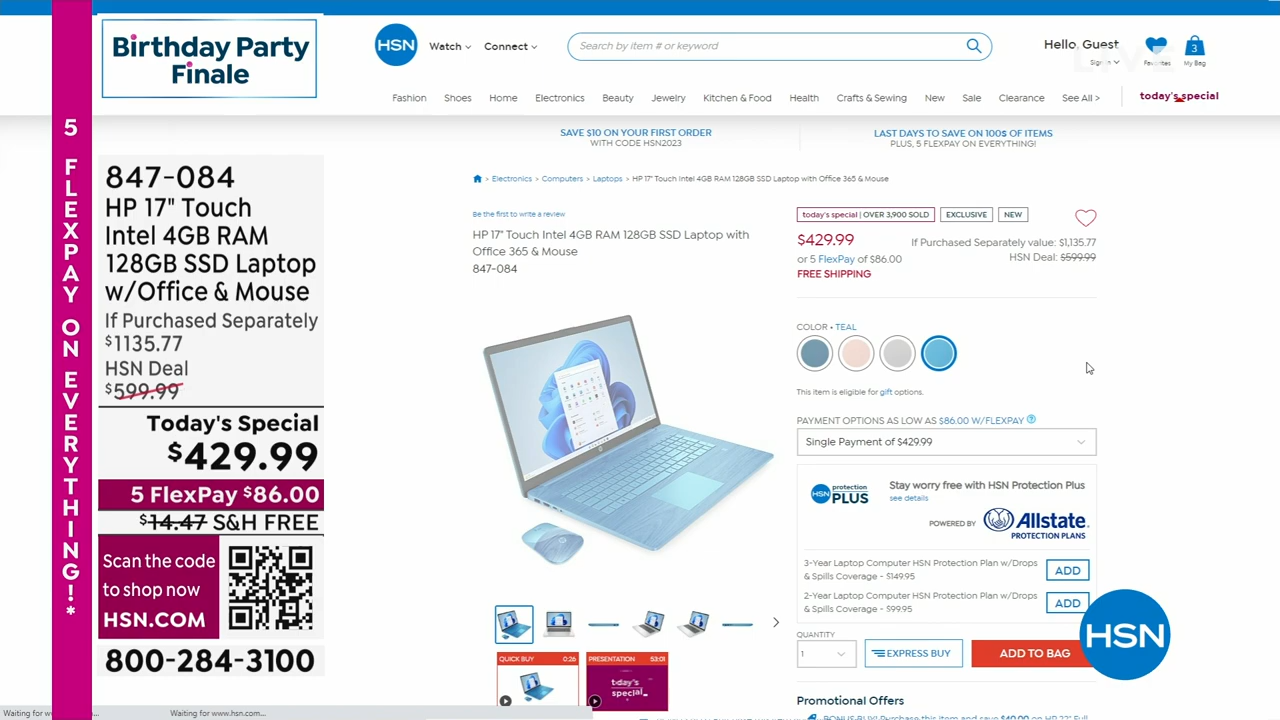 Birthday Party
Finale
5 FLEXPAY ON EVERYTHING!*
847-084
HP 17" Touch
Intel 4GB RAM
128GB SSD Laptop
w/Office & Mouse
If Purchased Separately
$1135.77
HSN Deal
$599.99
Today's Special
$429.99
5 FlexPay $86.00
$14.47 S&H FREE
Scan the code
to shop now
HSN.COM
800-284-3100
HSN
Watch
Connect
Search by item # or keyword
Hello, Guest
Favorites
3
My Bag
Fashion Shoes Home Electronics Beauty Jewelry Kitchen & Food Health Crafts & Sewing New Sale Clearance See All >
today's special
SAVE $10 ON YOUR FIRST ORDER
WITH CODE HSN2023
LAST DAYS TO SAVE ON 100S OF ITEMS
PLUS, 5 FLEXPAY ON EVERYTHING!
> Electronics > Computers > Laptops > HP 17" Touch Intel 4GB RAM 128GB SSD Laptop with Office 365 & Mouse
Be the first to write a review
HP 17" Touch Intel 4GB RAM 128GB SSD Laptop with
Office 365 & Mouse
847-084
today's special | OVER 3,900 SOLD
EXCLUSIVE
NEW
$429.99
If Purchased Separately value: $1,135.77
or 5 FlexPay of $86.00
HSN Deal: $599.99
FREE SHIPPING
COLOR • TEAL
This item is eligible for gift options.
PAYMENT OPTIONS AS LOW AS $86.00 W/FLEXPAY
Single Payment of $429.99
HSN protection PLUS
Stay worry free with HSN Protection Plus
see details
POWERED BY Allstate
PROTECTION PLANS
3-Year Laptop Computer HSN Protection Plan w/Drops
& Spills Coverage - $149.95
ADD
2-Year Laptop Computer HSN Protection Plan w/Drops
& Spills Coverage - $99.95
ADD
QUANTITY
1
EXPRESS BUY
ADD TO BAG
HSN
QUICK BUY 0:26
PRESENTATION 53:01
today's
special
Promotional Offers
Waiting for www.hsn.com...